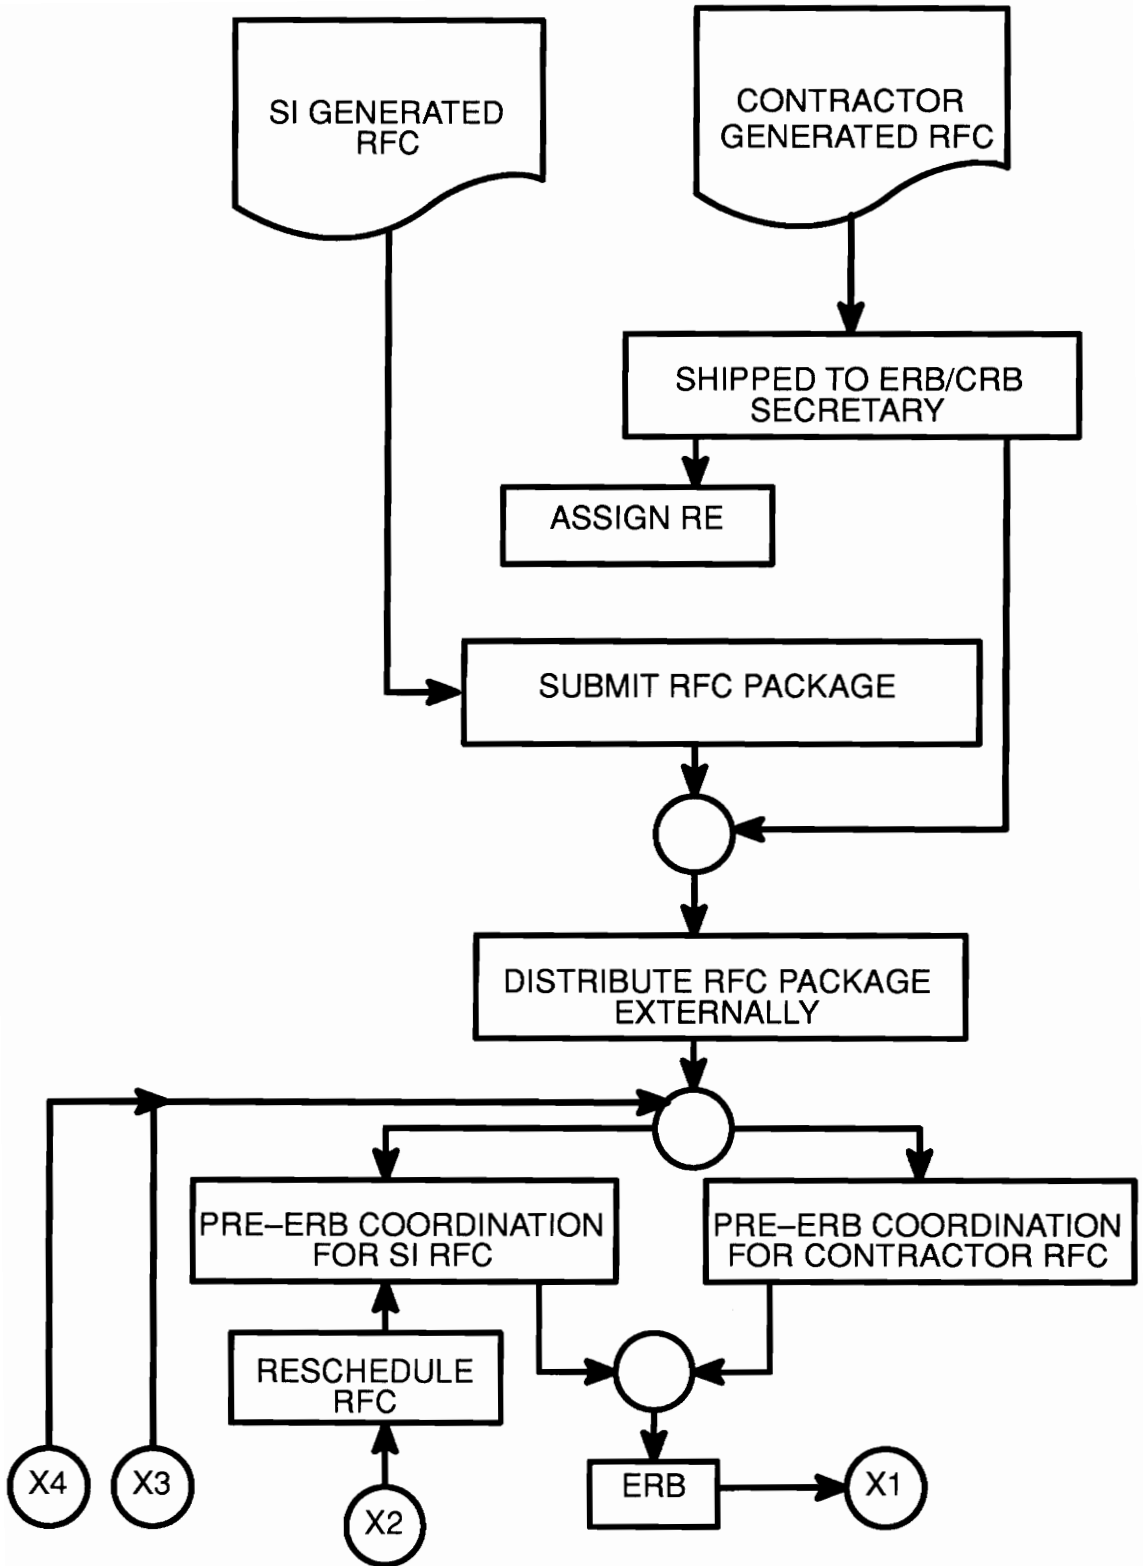 SI GENERATED
RFC
CONTRACTOR
GENERATED RFC
SHIPPED TO ERB/CRB
SECRETARY
ASSIGN RE
SUBMIT RFC PACKAGE
DISTRIBUTE RFC PACKAGE
EXTERNALLY
PRE–ERB COORDINATION
FOR SI RFC
PRE–ERB COORDINATION
FOR CONTRACTOR RFC
RESCHEDULE
RFC
X4
X3
X2
ERB
X1